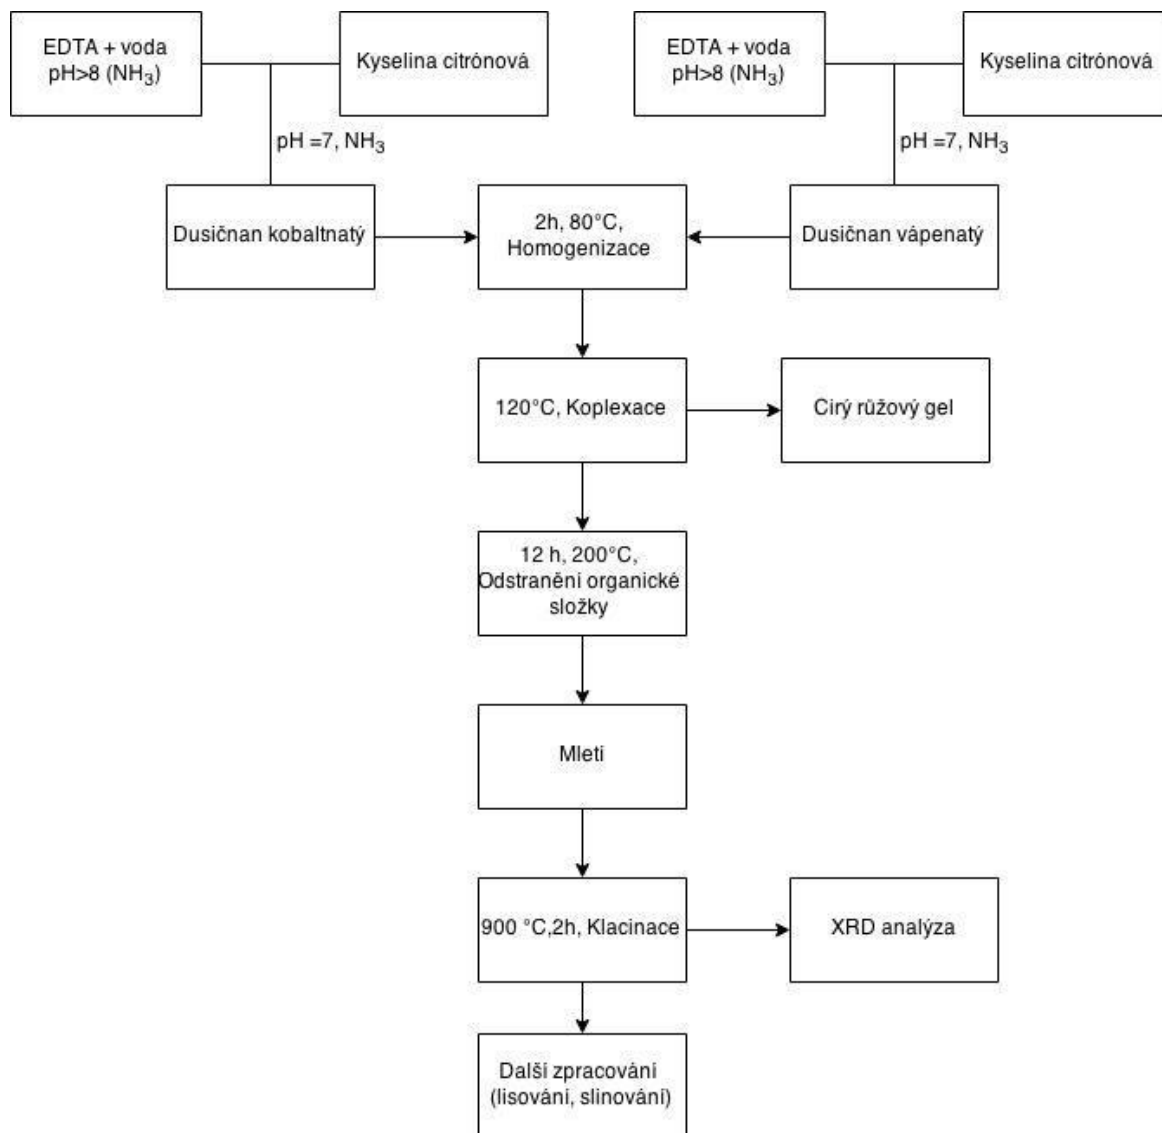 EDTA + voda
pH>8 (NH₃)
Kyselina citrónová
EDTA + voda
pH>8 (NH₃)
Kyselina citrónová
pH =7, NH₃
pH =7, NH₃
Dusičnan kobaltnatý
2h, 80°C,
Homogenizace
Dusičnan vápenatý
120°C, Koplexace
Cirý růžový gel
12 h, 200°C,
Odstranění organické
složky
Mletí
900 °C,2h, Klacinace
XRD analýza
Další zpracování
(lisování, slinování)